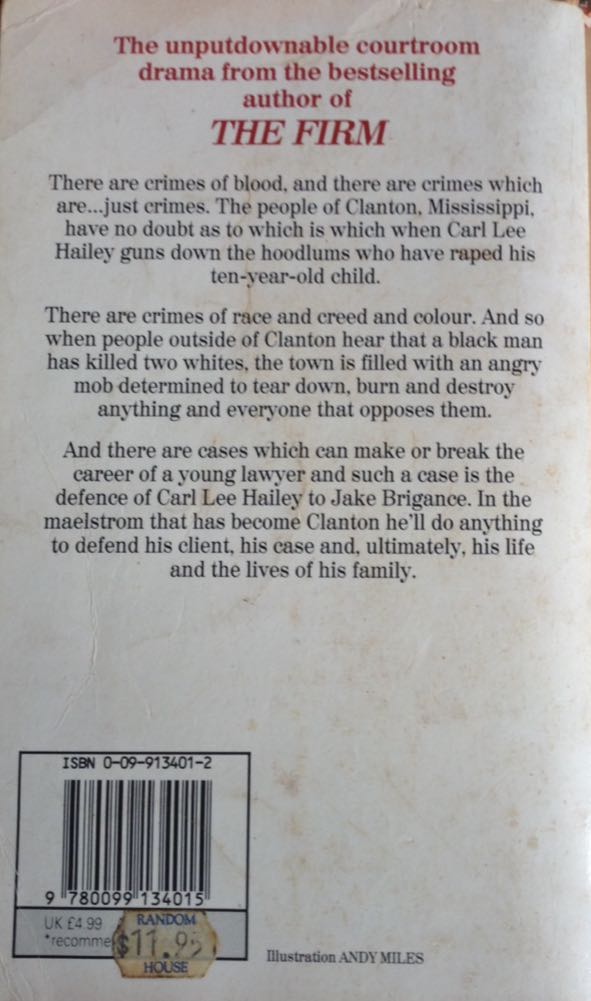 The unputdownable courtroom
drama from the bestselling
author of
THE FIRM
There are crimes of blood, and there are crimes which
are...just crimes. The people of Clanton, Mississippi,
have no doubt as to which is which when Carl Lee
Hailey guns down the hoodlums who have raped his
ten-year-old child.
There are crimes of race and creed and colour. And so
when people outside of Clanton hear that a black man
has killed two whites, the town is filled with an angry
mob determined to tear down, burn and destroy
anything and everyone that opposes them.
And there are cases which can make or break the
career of a young lawyer and such a case is the
defence of Carl Lee Hailey to Jake Brigance. In the
maelstrom that has become Clanton he'll do anything
to defend his client, his case and, ultimately, his life
and the lives of his family.
ISBN 0-09-913401-2
9 780099 134015
UK £4.99
*recomme
RANDOM
$11.95
HOUSE
Illustration ANDY MILES